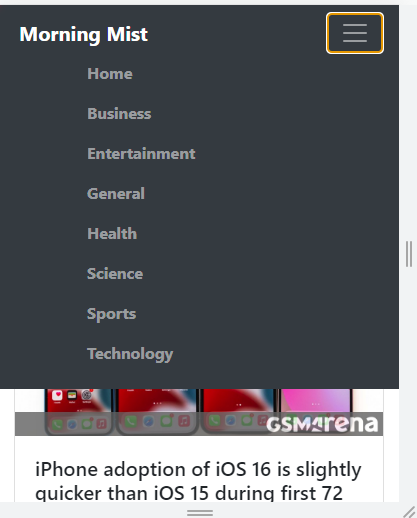 Morning Mist
Home
Business
Entertainment
General
Health
Science
Sports
Technology
GSMArena
iPhone adoption of iOS 16 is slightly
quicker than iOS 15 during first 72